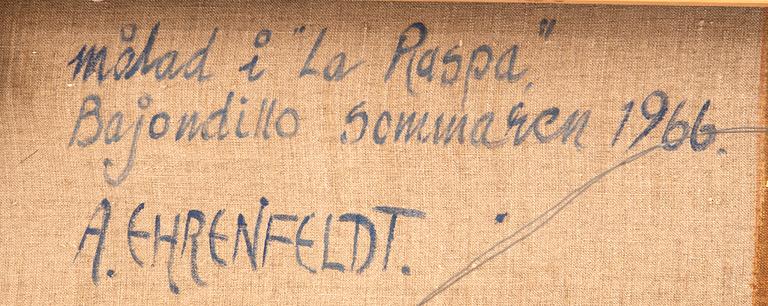 målad i "La Raspa",
Bajondillo sommaren 1966.
A. EHRENFELDT.